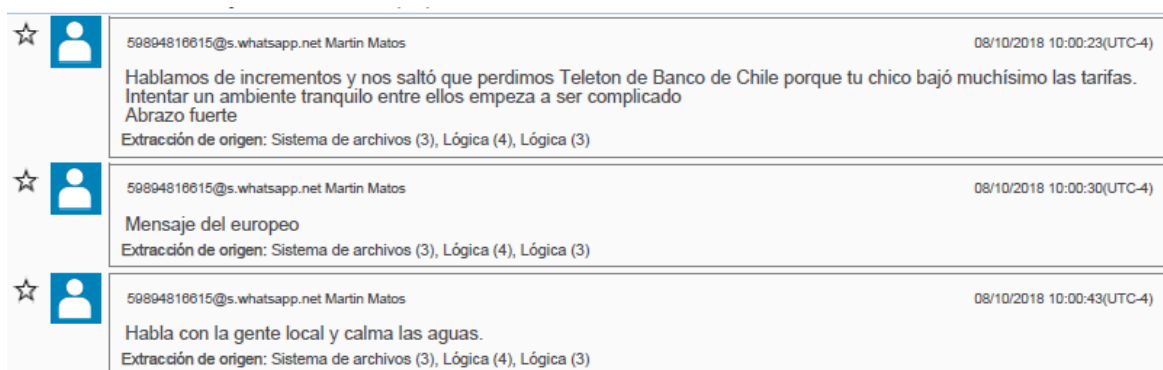 59894816615@s.whatsapp.net Martin Matos 08/10/2018 10:00:23(UTC-4)
Hablamos de incrementos y nos saltó que perdimos Teleton de Banco de Chile porque tu chico bajó muchísimo las tarifas.
Intentar un ambiente tranquilo entre ellos empeza a ser complicado
Abrazo fuerte
Extracción de origen: Sistema de archivos (3), Lógica (4), Lógica (3)
59894816615@s.whatsapp.net Martin Matos 08/10/2018 10:00:30(UTC-4)
Mensaje del europeo
Extracción de origen: Sistema de archivos (3), Lógica (4), Lógica (3)
59894816615@s.whatsapp.net Martin Matos 08/10/2018 10:00:43(UTC-4)
Habla con la gente local y calma las aguas.
Extracción de origen: Sistema de archivos (3), Lógica (4), Lógica (3)